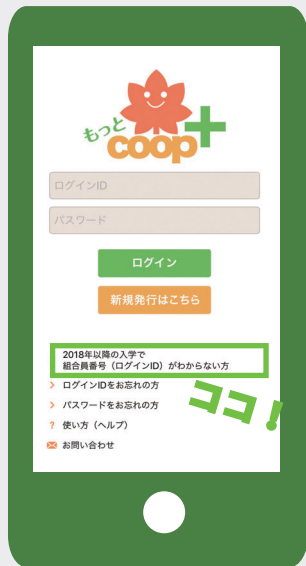 もっと
coop+
ログインID
パスワード
ログイン
新規発行はこちら
2018年以降の入学で
組合員番号（ログインID）がわからない方
> ログインIDをお忘れの方
> パスワードをお忘れの方
? 使い方（ヘルプ）
お問い合わせ
ココ！